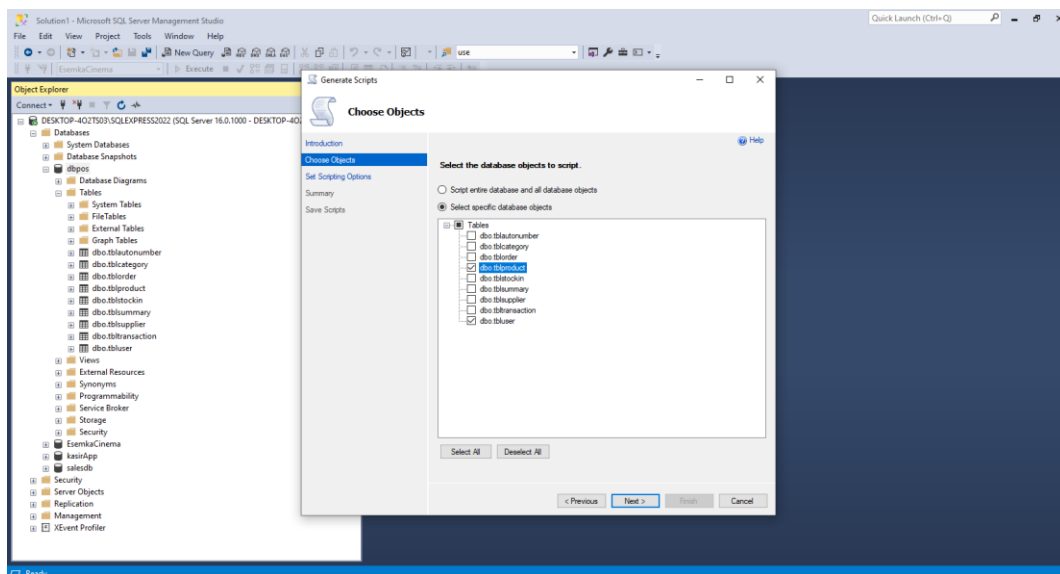 Solution1 - Microsoft SQL Server Management Studio
Quick Launch (Ctrl+Q)
File Edit View Project Tools Window Help
New Query
use
EsemkaCinema
Execute
Object Explorer
Connect
DESKTOP-4O2TS03\SQLEXPRESS2022 (SQL Server 16.0.1000 - DESKTOP-4O
Databases
System Databases
Database Snapshots
dbpos
Database Diagrams
Tables
System Tables
FileTables
External Tables
Graph Tables
dbo.tblautonumber
dbo.tblcategory
dbo.tblorder
dbo.tblproduct
dbo.tblstockin
dbo.tblsummary
dbo.tblsupplier
dbo.tbltransaction
dbo.tbluser
Views
External Resources
Synonyms
Programmability
Service Broker
Storage
Security
EsemkaCinema
kasirApp
salesdb
Security
Server Objects
Replication
Management
XEvent Profiler
Generate Scripts
Choose Objects
Introduction
Choose Objects
Set Scripting Options
Summary
Save Scripts
Help
Select the database objects to script.
Script entire database and all database objects
Select specific database objects
Tables
dbo.tblautonumber
dbo.tblcategory
dbo.tblorder
dbo.tblproduct
dbo.tblstockin
dbo.tblsummary
dbo.tblsupplier
dbo.tbltransaction
dbo.tbluser
Select All Deselect All
< Previous Next > Finish Cancel
Ready